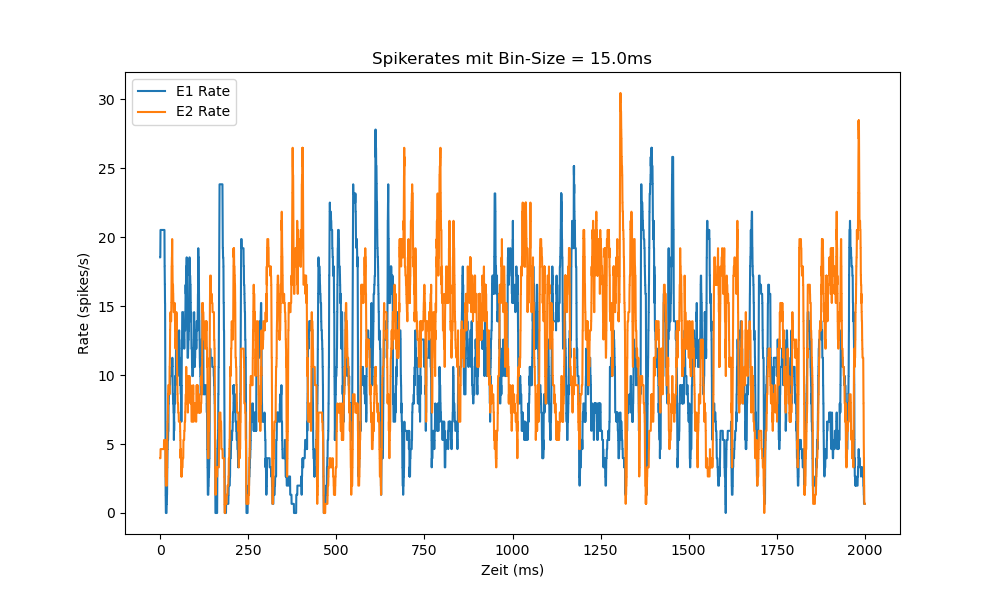 Spikerates mit Bin-Size = 15.0ms
E1 Rate
E2 Rate
30
25
20
15
10
5
0
Rate (spikes/s)
0 250 500 750 1000 1250 1500 1750 2000
Zeit (ms)